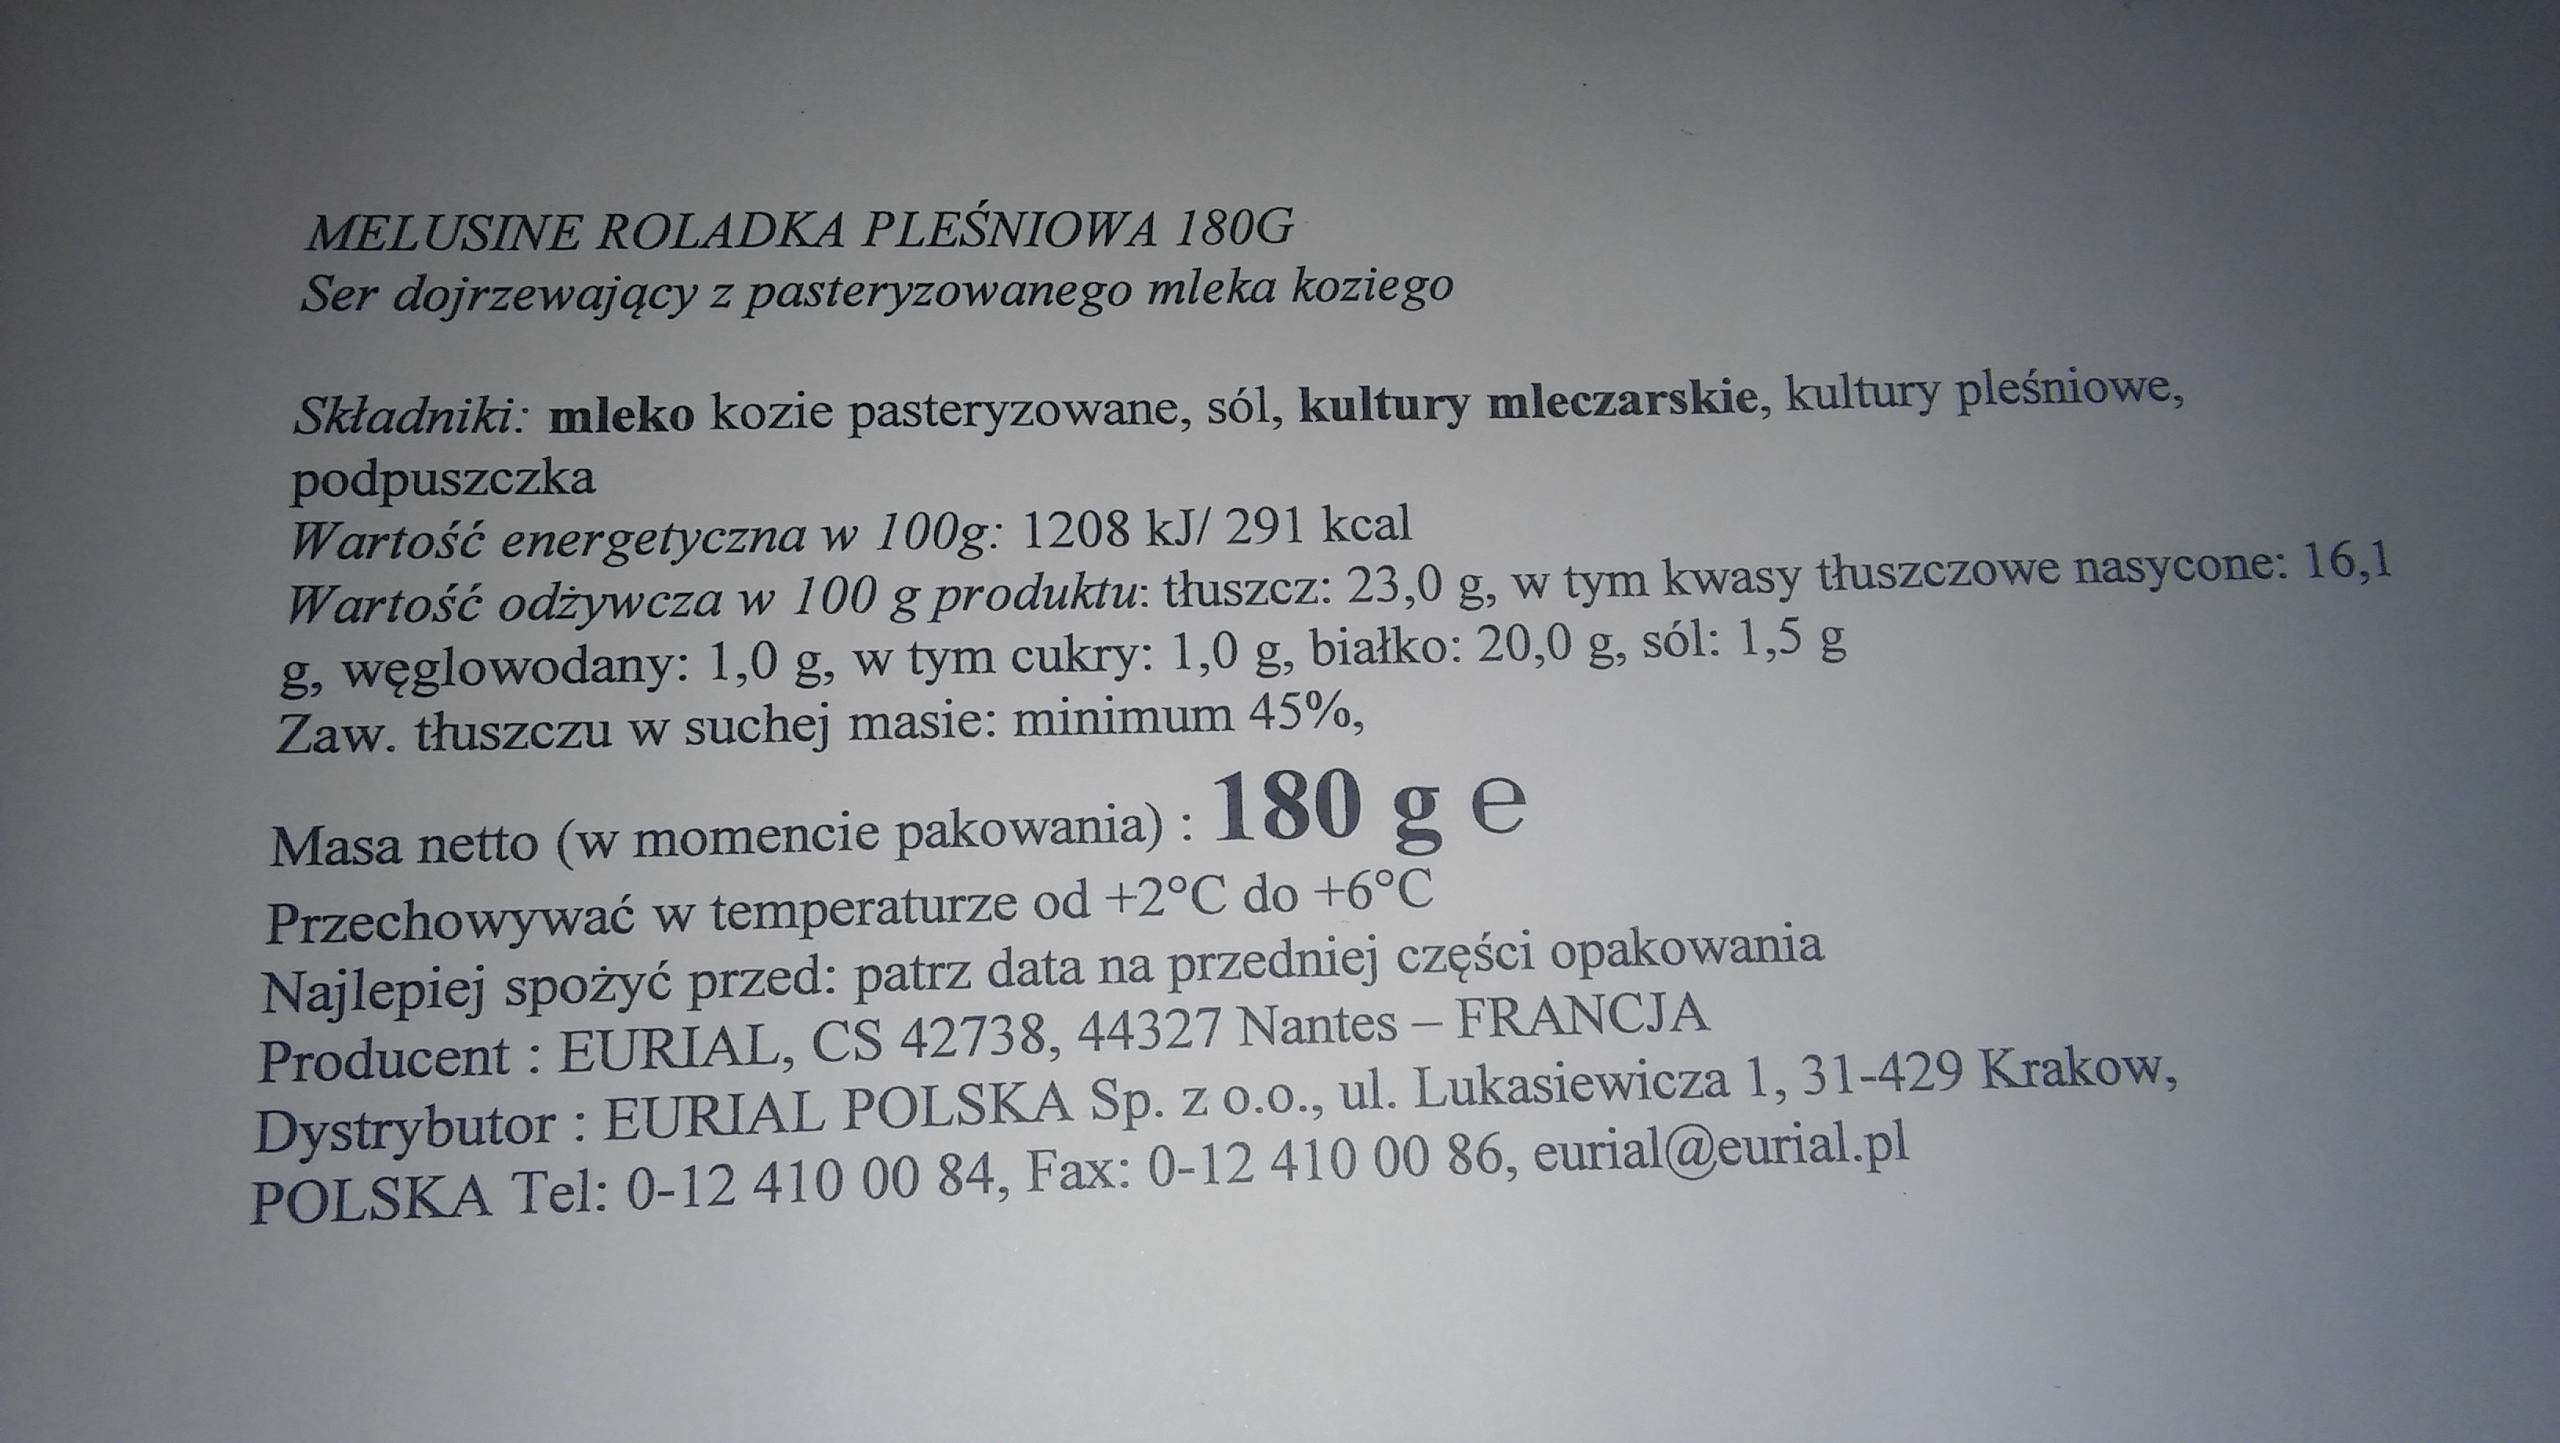 MELUSINE ROLADKA PLEŚNIOWA 180G
Ser dojrzewający z pasteryzowanego mleka koziego
Składniki: mleko kozie pasteryzowane, sól, kultury mleczarskie, kultury pleśniowe,
podpuszczka
Wartość energetyczna w 100g: 1208 kJ/ 291 kcal
Wartość odżywcza w 100 g produktu: tłuszcz: 23,0 g, w tym kwasy tłuszczowe nasycone: 16,1
g, węglowodany: 1,0 g, w tym cukry: 1,0 g, białko: 20,0 g, sól: 1,5 g
Zaw. tłuszczu w suchej masie: minimum 45%,
Masa netto (w momencie pakowania) : 180 g ℮
Przechowywać w temperaturze od +2°C do +6°C
Najlepiej spożyć przed: patrz data na przedniej części opakowania
Producent : EURIAL, CS 42738, 44327 Nantes – FRANCJA
Dystrybutor : EURIAL POLSKA Sp. z o.o., ul. Lukasiewicza 1, 31-429 Krakow,
POLSKA Tel: 0-12 410 00 84, Fax: 0-12 410 00 86, eurial@eurial.pl